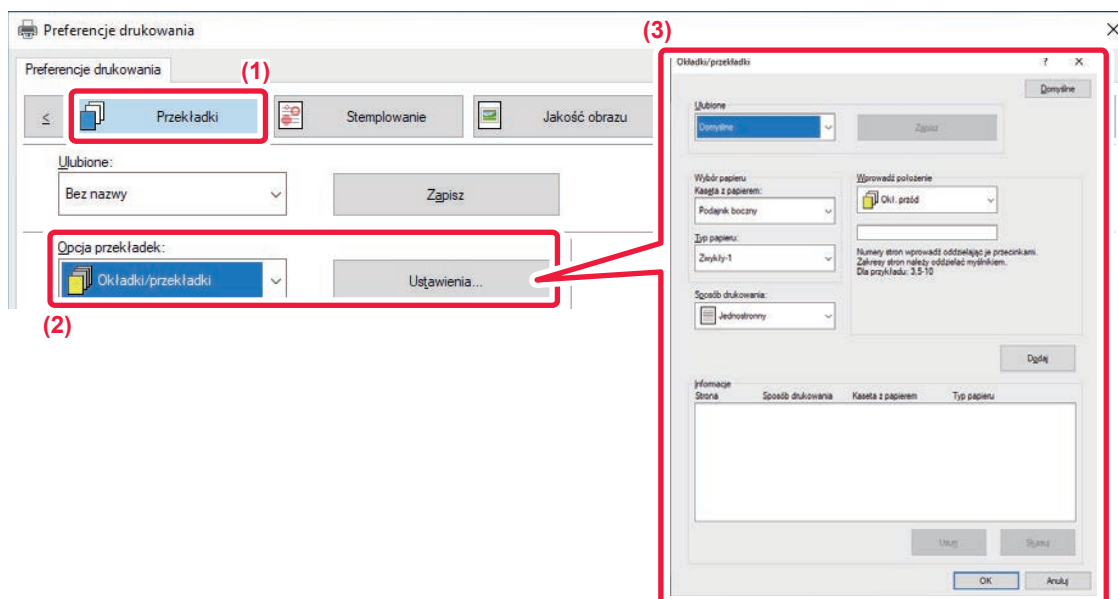 Preferencje drukowania
Preferencje drukowania
(1)
<
Przekładki
Stemplowanie
Jakość obrazu
Ulubione:
Bez nazwy
Zapisz
Opcja przekładek:
Okładki/przekładki
Ustawienia...
(2)
(3)
Okładki/przekładki
?
Domyślne
Ulubione
Domyślne
Zapisz
Wybór papieru
Kaseta z papierem:
Podajnik boczny
Typ papieru:
Zwykły-1
Sposób drukowania:
Jednostronny
Wprowadź położenie
Okł. przód
Numery stron wprowadź oddzielając je przecinkami.
Zakresy stron należy oddzielać myślnikiem.
Dla przykładu: 3,5-10
Dodaj
Informacje
Strona Sposób drukowania Kaseta z papierem Typ papieru
Usuń
OK Anuluj